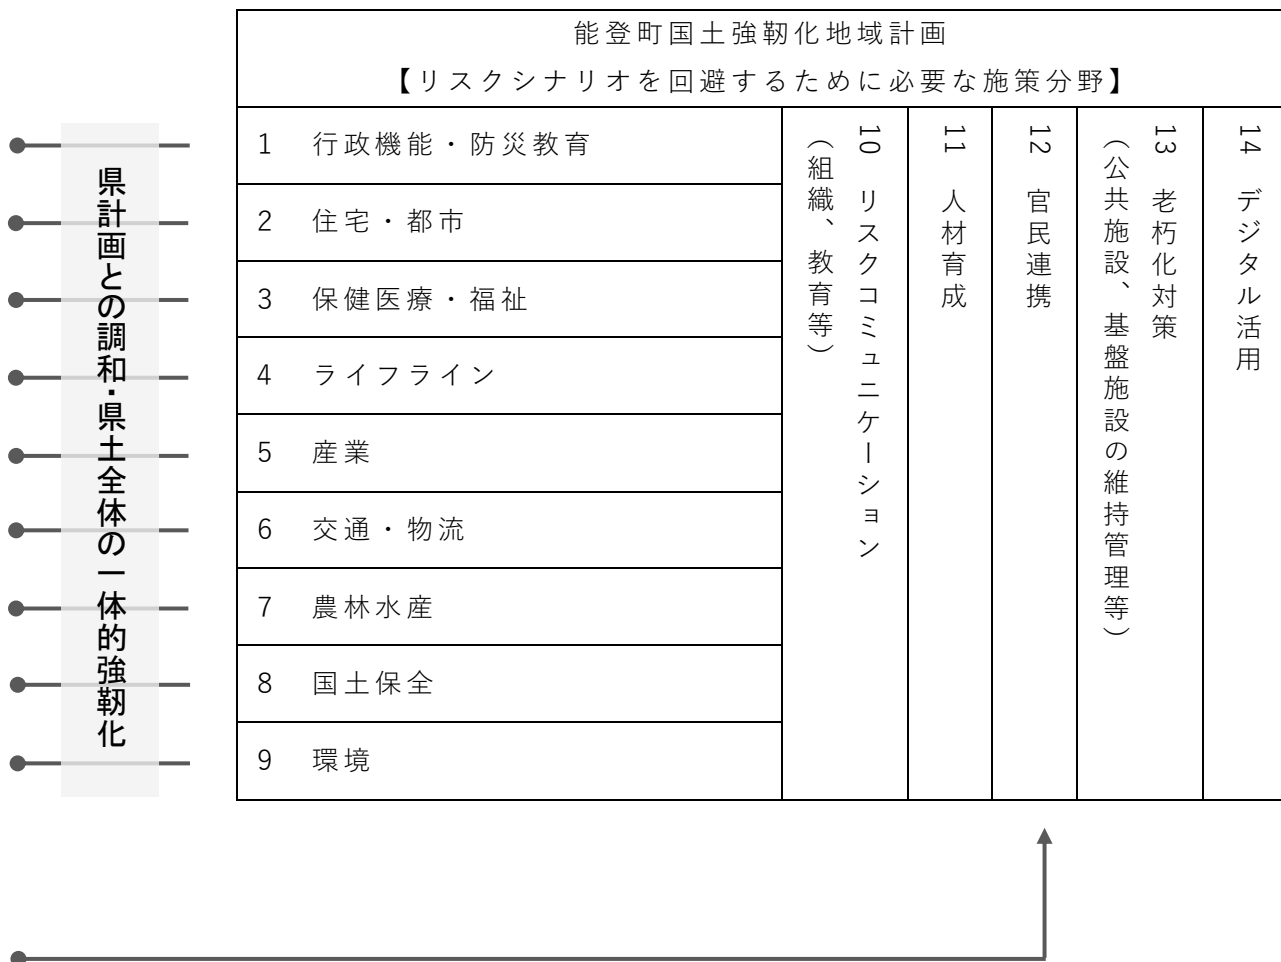 能登町国土強靱化地域計画
【リスクシナリオを回避するために必要な施策分野】
県計画との調和・県土全体の一体的強靱化
1 行政機能・防災教育
2 住宅・都市
3 保健医療・福祉
4 ライフライン
5 産業
6 交通・物流
7 農林水産
8 国土保全
9 環境
10 リスクコミュニケーション
（組織、教育等）
11 人材育成
12 官民連携
13 老朽化対策
（公共施設、基盤施設の維持管理等）
14 デジタル活用